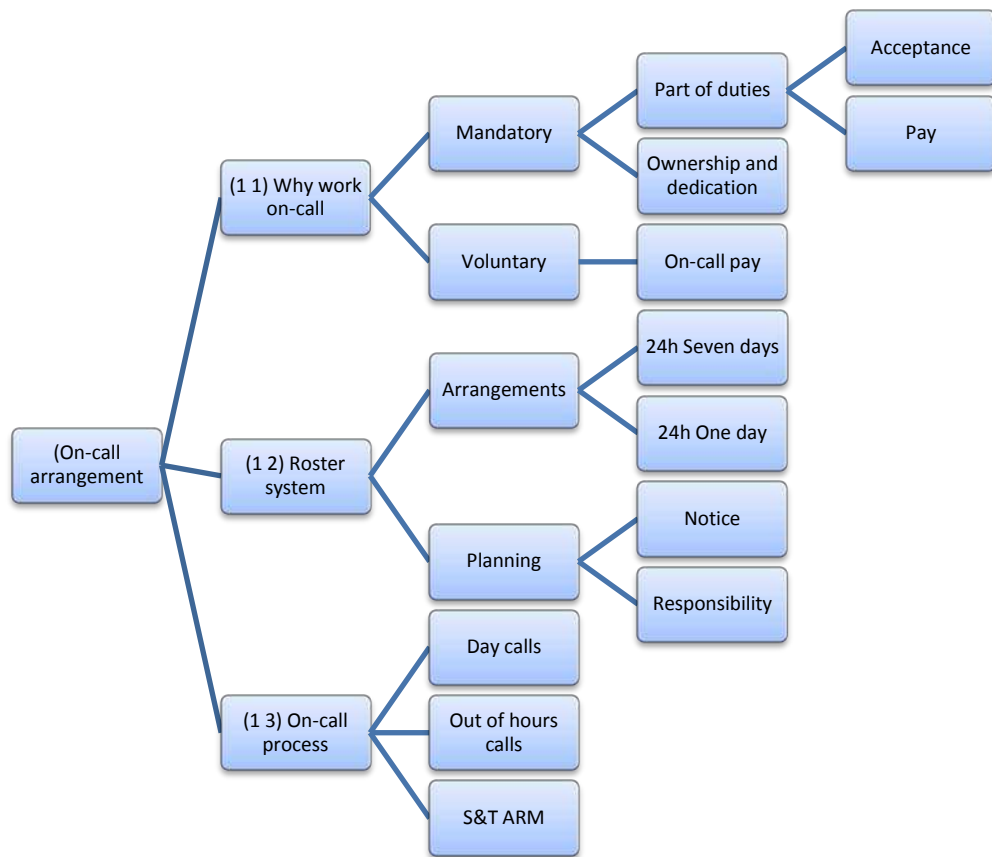 Acceptance
Part of duties
Mandatory
Pay
(1 1) Why work
on-call
Ownership and
dedication
Voluntary
On-call pay
24h Seven days
Arrangements
24h One day
(On-call
arrangement
(1 2) Roster
system
Notice
Planning
Responsibility
Day calls
(1 3) On-call
process
Out of hours
calls
S&T ARM